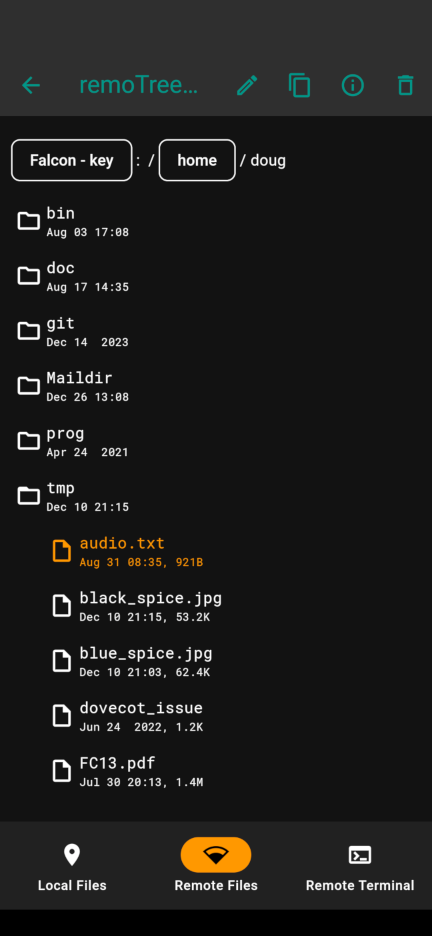 remoTree...
Falcon - key : / home / doug
bin
Aug 03 17:08
doc
Aug 17 14:35
git
Dec 14  2023
Maildir
Dec 26 13:08
prog
Apr 24  2021
tmp
Dec 10 21:15
audio.txt
Aug 31 08:35, 921B
black_spice.jpg
Dec 10 21:15, 53.2K
blue_spice.jpg
Dec 10 21:03, 62.4K
dovecot_issue
Jun 24  2022, 1.2K
FC13.pdf
Jul 30 20:13, 1.4M
Local Files Remote Files Remote Terminal